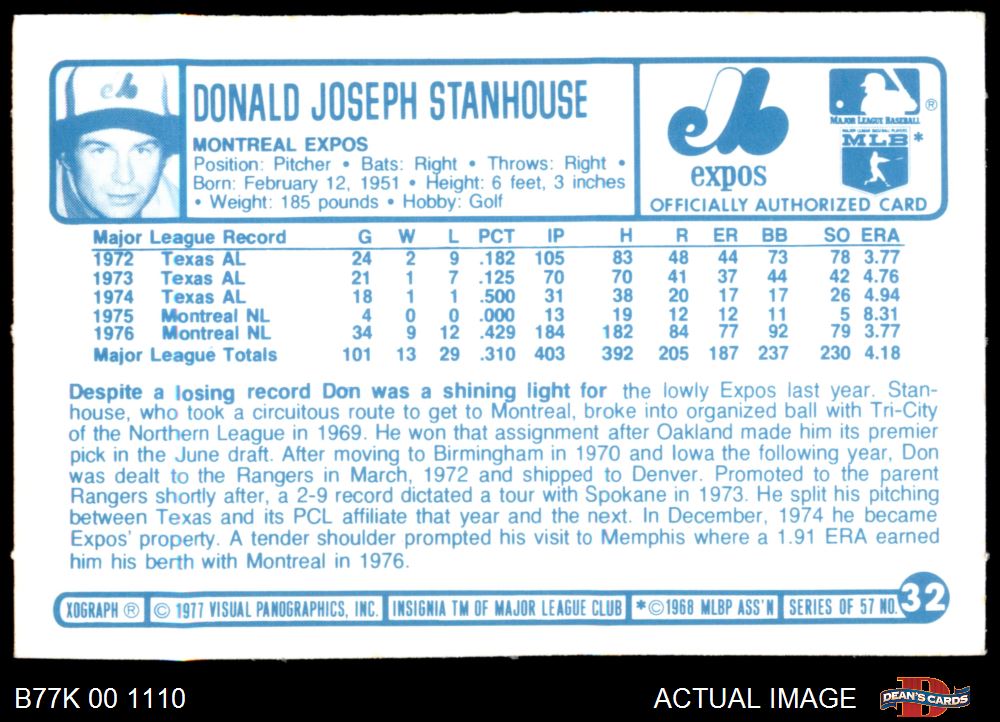 eb
DONALD JOSEPH STANHOUSE
MONTREAL EXPOS
Position: Pitcher • Bats: Right • Throws: Right •
Born: February 12, 1951 • Height: 6 feet, 3 inches
• Weight: 185 pounds • Hobby: Golf
expos
®
MAJOR LEAGUE BASEBALL
MAJOR LEAGUE BASEBALL PLAYERS
MLB *
OFFICIALLY AUTHORIZED CARD
Major League Record G W L PCT IP H R ER BB SO ERA
1972 Texas AL 24 2 9 .182 105 83 48 44 73 78 3.77
1973 Texas AL 21 1 7 .125 70 70 41 37 44 42 4.76
1974 Texas AL 18 1 1 .500 31 38 20 17 17 26 4.94
1975 Montreal NL 4 0 0 .000 13 19 12 12 11 5 8.31
1976 Montreal NL 34 9 12 .429 184 182 84 77 92 79 3.77
Major League Totals 101 13 29 .310 403 392 205 187 237 230 4.18
Despite a losing record Don was a shining light for the lowly Expos last year. Stan-
house, who took a circuitous route to get to Montreal, broke into organized ball with Tri-City
of the Northern League in 1969. He won that assignment after Oakland made him its premier
pick in the June draft. After moving to Birmingham in 1970 and Iowa the following year, Don
was dealt to the Rangers in March, 1972 and shipped to Denver. Promoted to the parent
Rangers shortly after, a 2-9 record dictated a tour with Spokane in 1973. He split his pitching
between Texas and its PCL affiliate that year and the next. In December, 1974 he became
Expos' property. A tender shoulder prompted his visit to Memphis where a 1.91 ERA earned
him his berth with Montreal in 1976.
XOGRAPH ® © 1977 VISUAL PANOGRAPHICS, INC. INSIGNIA TM OF MAJOR LEAGUE CLUB *©1968 MLBP ASS'N SERIES OF 57 NO. 32
B77K 00 1110 ACTUAL IMAGE DEAN'S CARDS